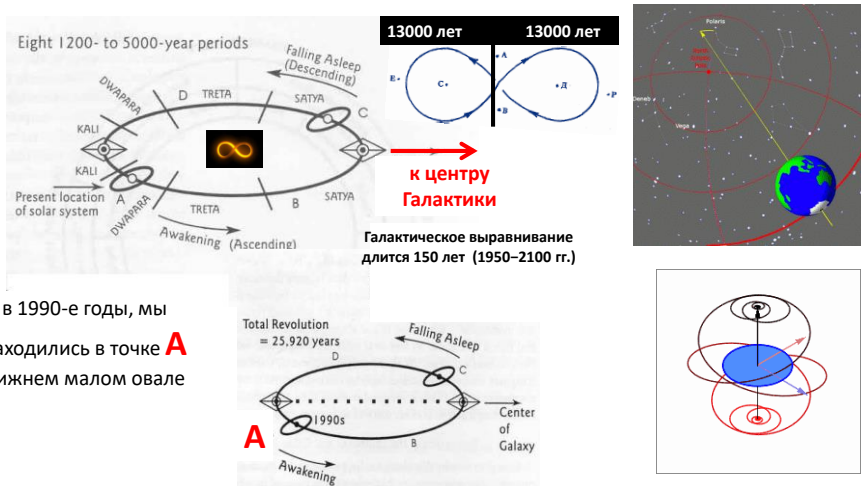 Eight 1200- to 5000-year periods
Falling Asleep
(Descending)
DWAPARA
D
TRETA
SATYA
C
KALI
KALI
Present location
of solar system
A
DWAPARA
TRETA
B
SATYA
Awakening
(Ascending)
13000 лет
13000 лет
A
E
C
Д
P
B
к центру
Галактики
Галактическое выравнивание
длится 150 лет (1950–2100 гг.)
Polaris
Deneb
Vega
в 1990-е годы, мы
аходились в точке А
ижнем малом овале
Total Revolution
= 25,920 years
Falling Asleep
D
C
1990s
Center
of
Galaxy
А
B
Awakening